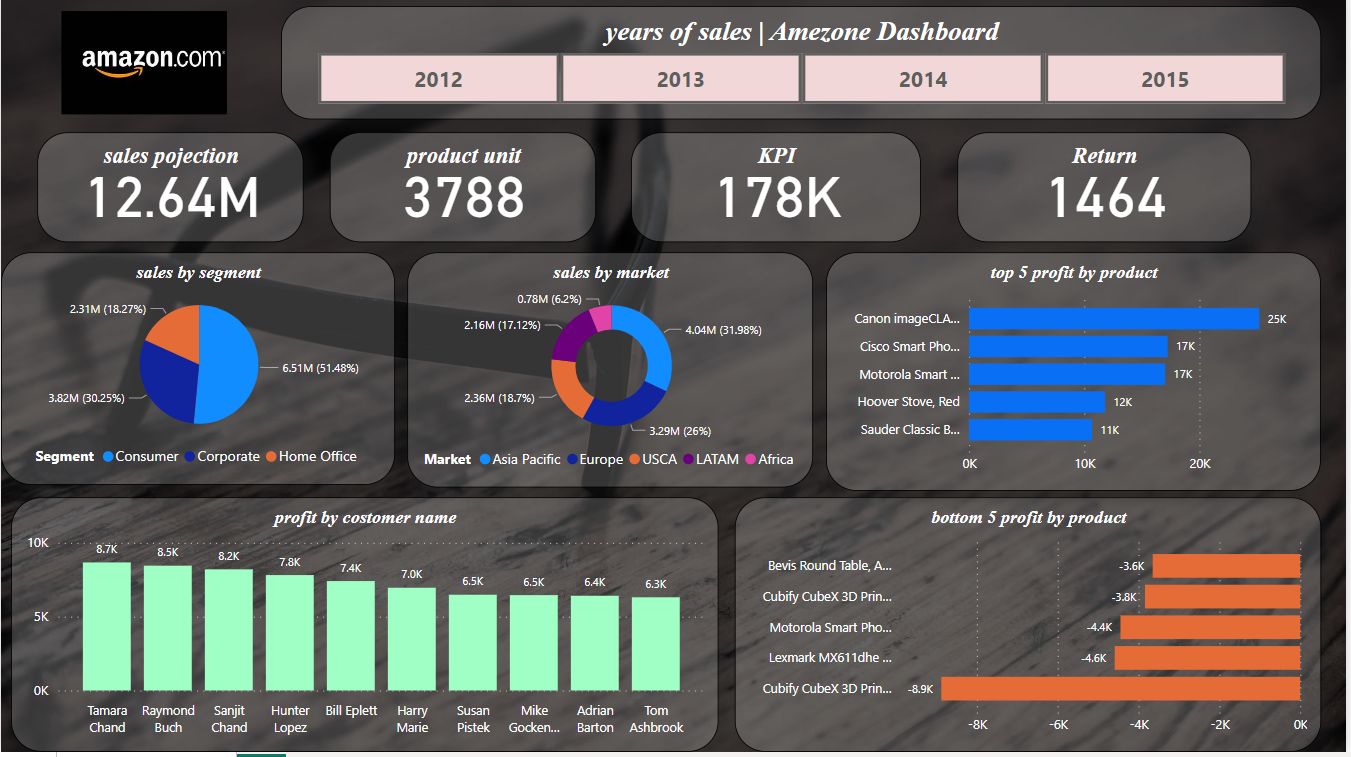 amazon.com
years of sales | Amezone Dashboard
2012 2013 2014 2015
sales pojection
12.64M
product unit
3788
KPI
178K
Return
1464
sales by segment
2.31M (18.27%)
6.51M (51.48%)
3.82M (30.25%)
Segment Consumer Corporate Home Office
sales by market
0.78M (6.2%)
2.16M (17.12%)
4.04M (31.98%)
2.36M (18.7%)
3.29M (26%)
Market Asia Pacific Europe USCA LATAM Africa
top 5 profit by product
Canon imageCLA... 25K
Cisco Smart Pho... 17K
Motorola Smart ... 17K
Hoover Stove, Red 12K
Sauder Classic B... 11K
0K 10K 20K
profit by costomer name
10K
5K
0K
8.7K 8.5K 8.2K 7.8K 7.4K 7.0K 6.5K 6.5K 6.4K 6.3K
Tamara Chand
Raymond Buch
Sanjit Chand
Hunter Lopez
Bill Eplett
Harry Marie
Susan Pistek
Mike Gocken...
Adrian Barton
Tom Ashbrook
bottom 5 profit by product
Bevis Round Table, A... -3.6K
Cubify CubeX 3D Prin... -3.8K
Motorola Smart Pho... -4.4K
Lexmark MX611dhe ... -4.6K
Cubify CubeX 3D Prin... -8.9K
-8K -6K -4K -2K 0K